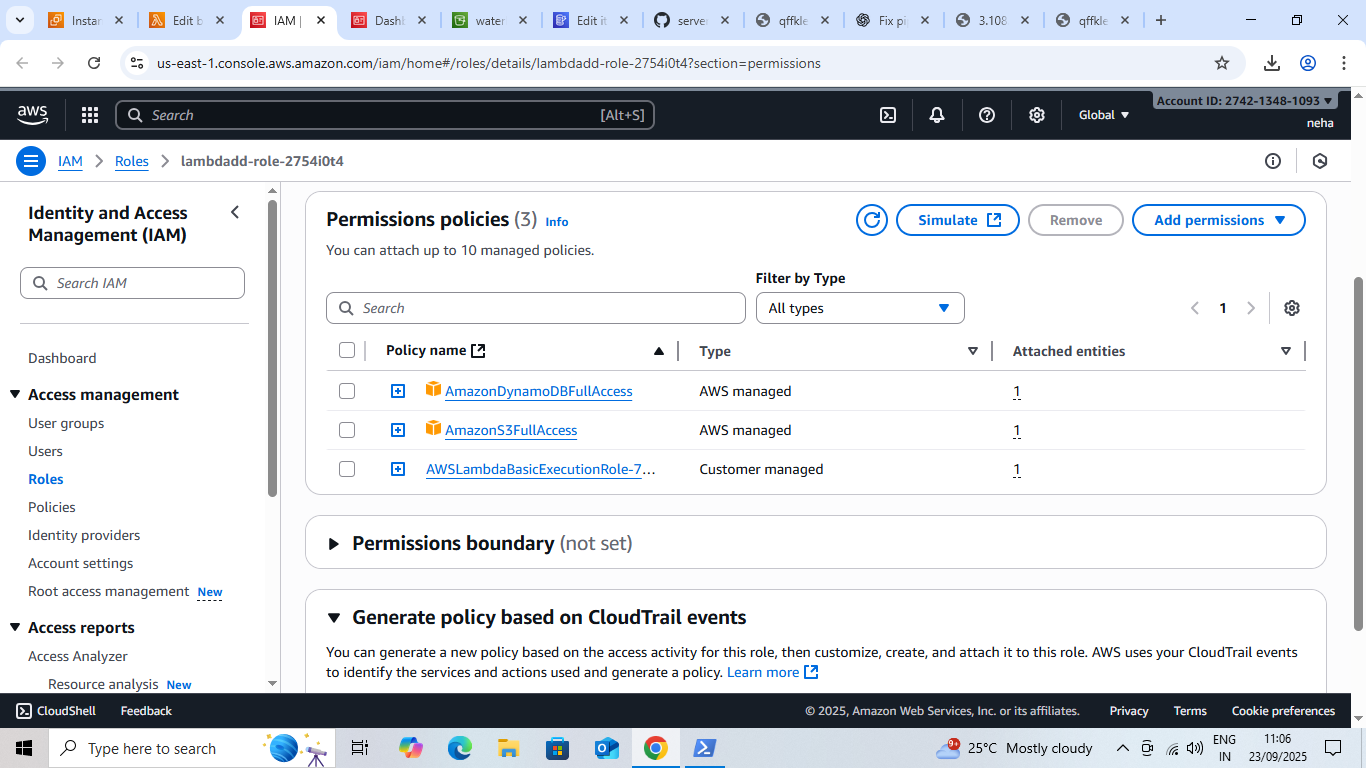 Instan
Edit b
IAM |
Dashb
water
Edit it
server
qffkle
Fix pi
3.108
qffkle
us-east-1.console.aws.amazon.com/iam/home#/roles/details/lambdadd-role-2754i0t4?section=permissions
aws
Search [Alt+S]
Global
Account ID: 2742-1348-1093
neha
IAM > Roles > lambdadd-role-2754i0t4
Identity and Access
Management (IAM)
Search IAM
Dashboard
Access management
User groups
Users
Roles
Policies
Identity providers
Account settings
Root access management New
Access reports
Access Analyzer
Resource analysis New
Permissions policies (3) Info
Simulate
Remove
Add permissions
You can attach up to 10 managed policies.
Filter by Type
Search
All types
1
Policy name Type Attached entities
AmazonDynamoDBFullAccess AWS managed 1
AmazonS3FullAccess AWS managed 1
AWSLambdaBasicExecutionRole-7... Customer managed 1
Permissions boundary (not set)
Generate policy based on CloudTrail events
You can generate a new policy based on the access activity for this role, then customize, create, and attach it to this role. AWS uses your CloudTrail events
to identify the services and actions used and generate a policy. Learn more
CloudShell Feedback © 2025, Amazon Web Services, Inc. or its affiliates. Privacy Terms Cookie preferences
Type here to search
25°C Mostly cloudy
ENG
IN
11:06
23/09/2025